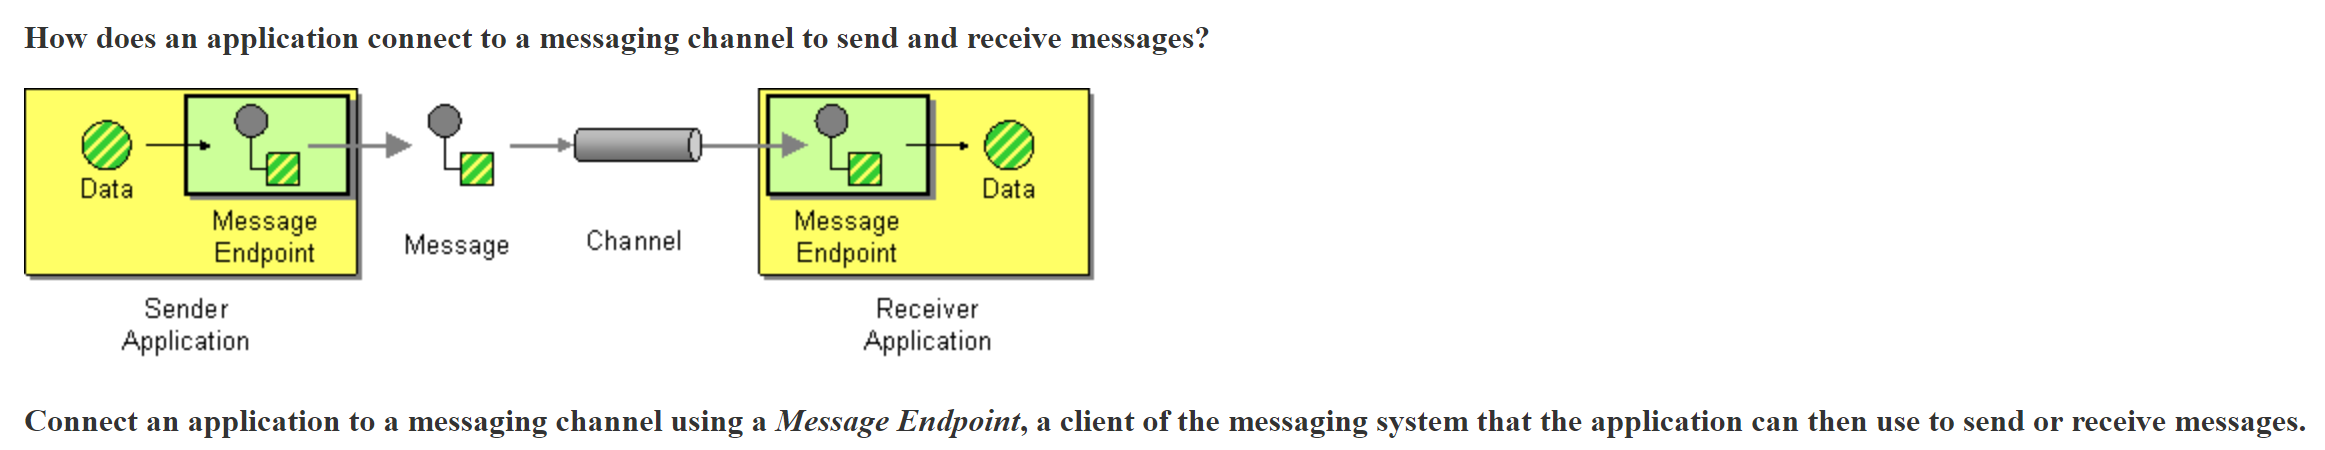 How does an application connect to a messaging channel to send and receive messages?
Data
Message
Endpoint
Message
Channel
Message
Endpoint
Data
Sender
Application
Receiver
Application
Connect an application to a messaging channel using a Message Endpoint, a client of the messaging system that the application can then use to send or receive messages.